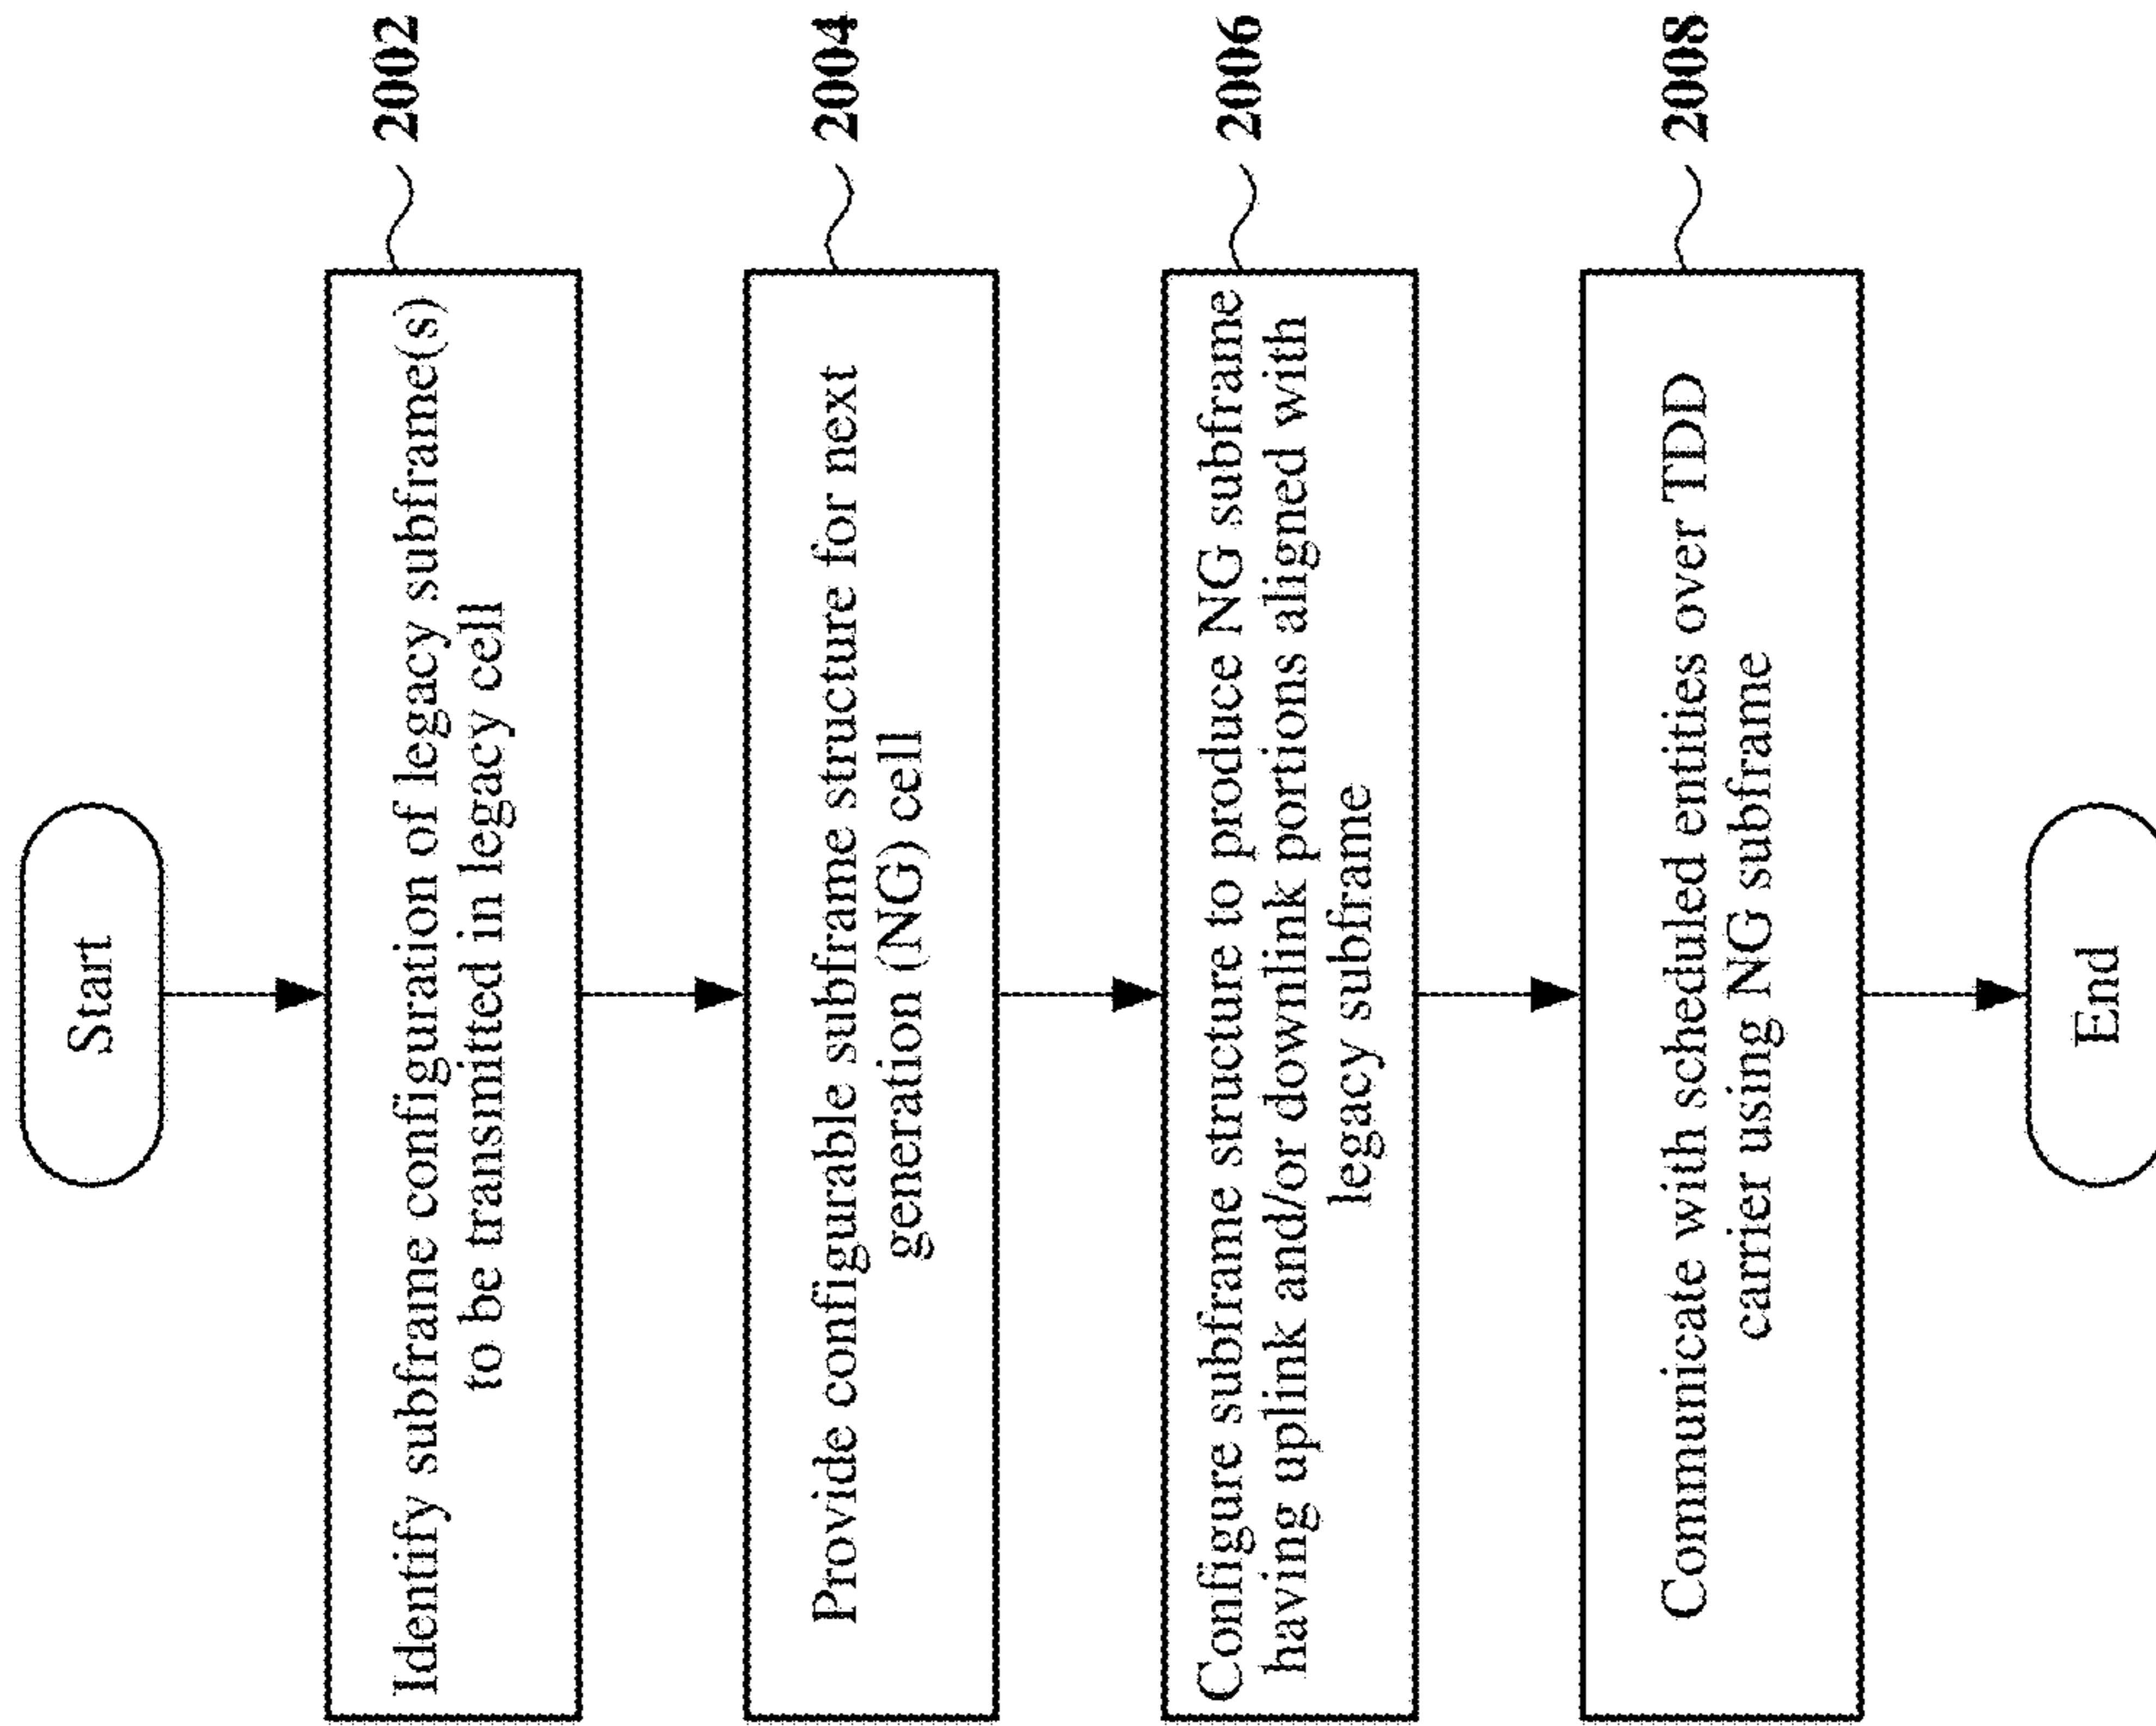 Start
2002
Identify subframe configuration of legacy subframe(s)
to be transmitted in legacy cell
2004
Provide configurable subframe structure for next
generation (NG) cell
2006
Configure subframe structure to produce NG subframe
having uplink and/or downlink portions aligned with
legacy subframe
2008
Communicate with scheduled entities over TDD
carrier using NG subframe
End